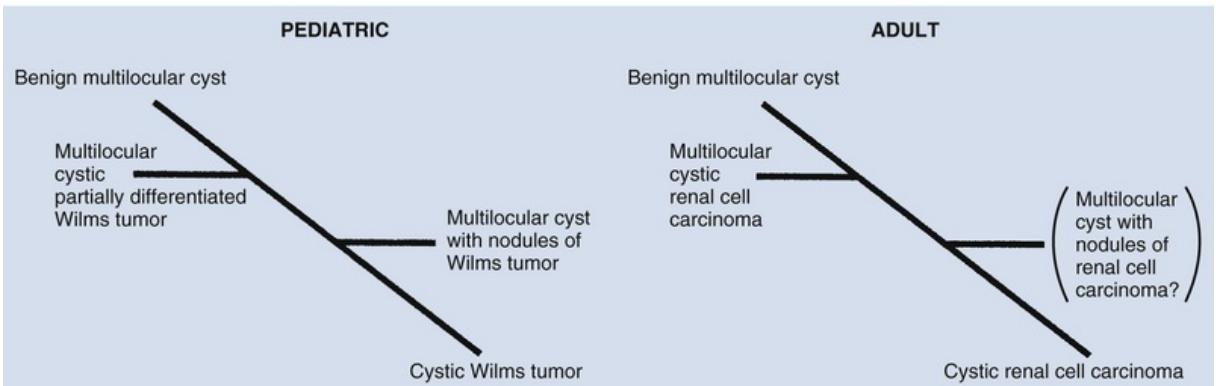 PEDIATRIC
Benign multilocular cyst
Multilocular
cystic
partially differentiated
Wilms tumor
Multilocular cyst
with nodules of
Wilms tumor
Cystic Wilms tumor
ADULT
Benign multilocular cyst
Multilocular
cystic
renal cell
carcinoma
(Multilocular
cyst with
nodules of
renal cell
carcinoma?)
Cystic renal cell carcinoma